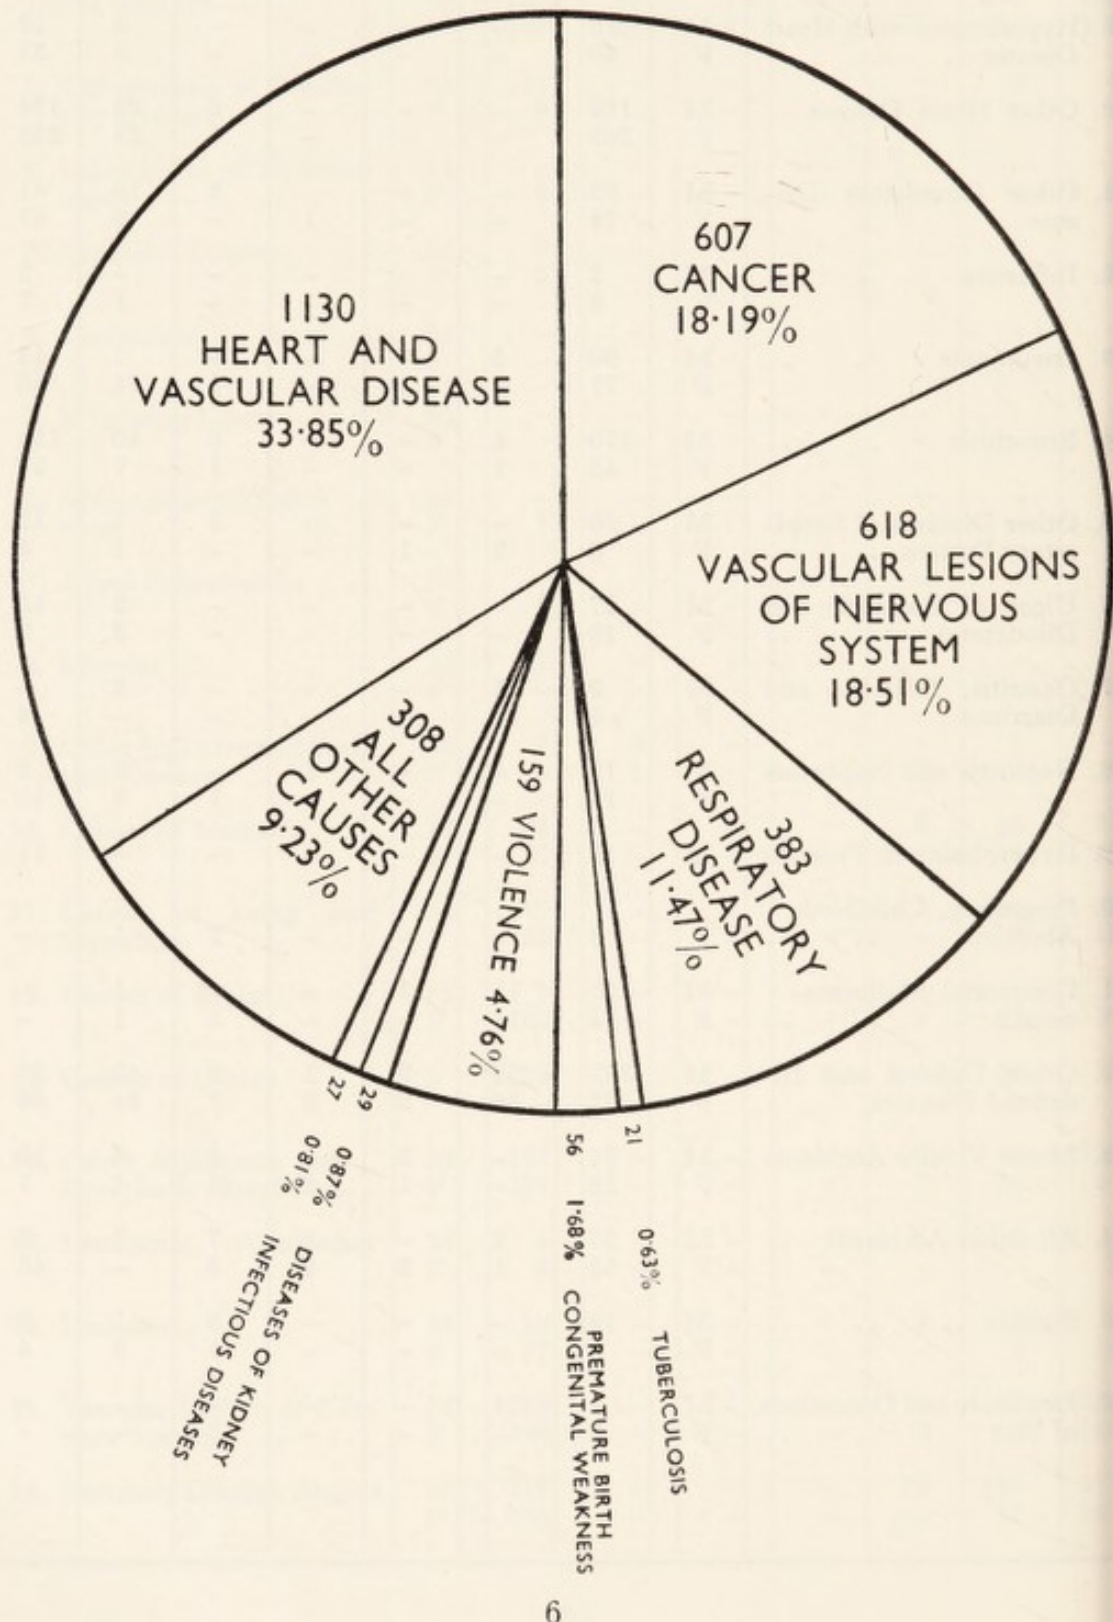 607
CANCER
18·19%
1130
HEART AND
VASCULAR DISEASE
33·85%
618
VASCULAR LESIONS
OF NERVOUS
SYSTEM
18·51%
383
RESPIRATORY
DISEASE
11·47%
308
ALL
OTHER
CAUSES
9·23%
159 VIOLENCE 4·76%
21 0·63% TUBERCULOSIS
56 1·68% PREMATURE BIRTH
CONGENITAL WEAKNESS
29 0·87% DISEASES OF KIDNEY
27 0·81% INFECTIOUS DISEASES
6